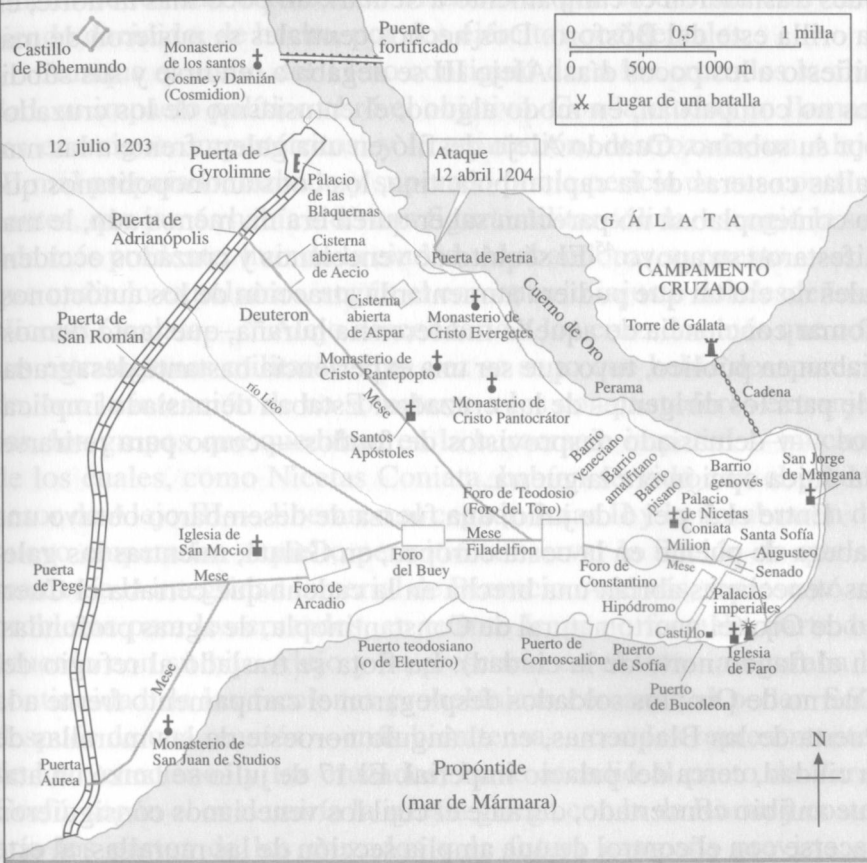 Castillo
de Bohemundo
Monasterio
de los santos
Cosme y Damián
(Cosmidion)
Puente
fortificado
0
0,5
1 milla
0
500
1000 m
Lugar de una batalla
12 julio 1203
Puerta de
Gyrolimne
Palacio
de las
Blaquernas
Ataque
12 abril 1204
Puerta de
Adrianópolis
GÁLATA
CAMPAMENTO
CRUZADO
Cisterna
abierta
de Aecio
Puerta de Petria
Cuerno de Oro
Cisterna
abierta
de Aspar
Monasterio de
Cristo Evergetes
Torre de Gálata
Deuteron
Puerta de
San Román
Monasterio de
Cristo Pantepopto
Cadena
río Lico
Mese
Monasterio de
Cristo Pantocrátor
Perama
Santos
Apóstoles
Barrio
veneciano
Barrio
amalfitano
Barrio
pisano
Barrio
genovés
San Jorge
de Mangana
Foro de Teodosio
(Foro del Toro)
Palacio
de Nicetas
Coniata
Iglesia de
San Mocio
Mese
Filadelfion
Milion
Santa Sofía
Augusteo
Senado
Mese
Foro
del Buey
Foro de
Constantino
Mese
Puerta
de Pege
Foro de
Arcadio
Hipódromo
Palacios
imperiales
Castillo
Puerto teodosiano
(o de Eleuterio)
Puerto de
Contoscalion
Puerto
de Sofía
Iglesia
de Faro
Mese
Puerto
de Bucoleon
Monasterio de
San Juan de Studios
Puerta
Áurea
Propóntide
(mar de Mármara)
N